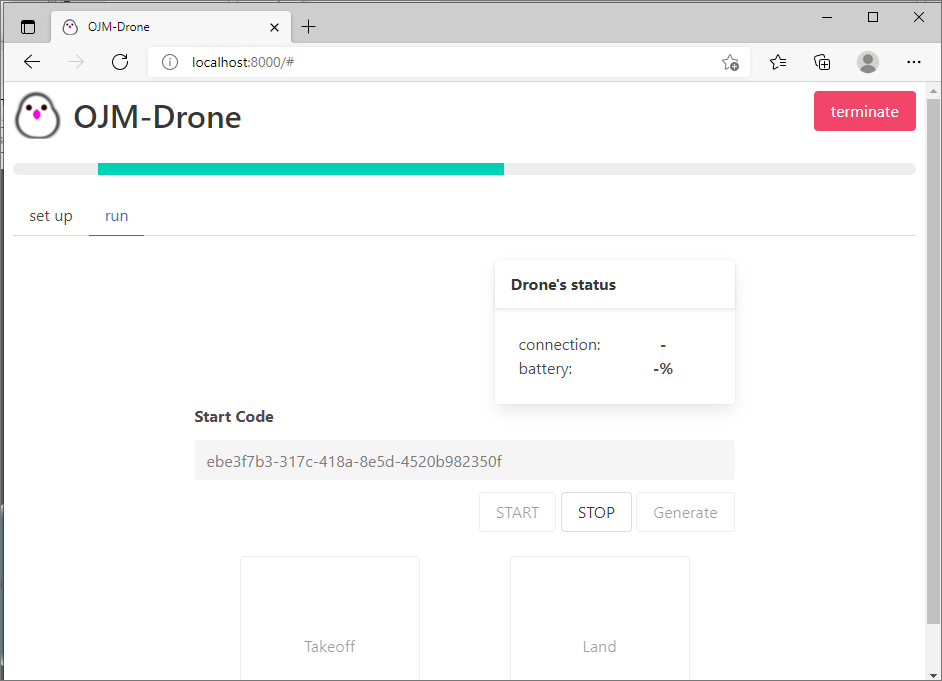 OJM-Drone
localhost:8000/#
OJM-Drone
terminate
set up
run
Drone's status
connection: -
battery: -%
Start Code
ebe3f7b3-317c-418a-8e5d-4520b982350f
START
STOP
Generate
Takeoff
Land